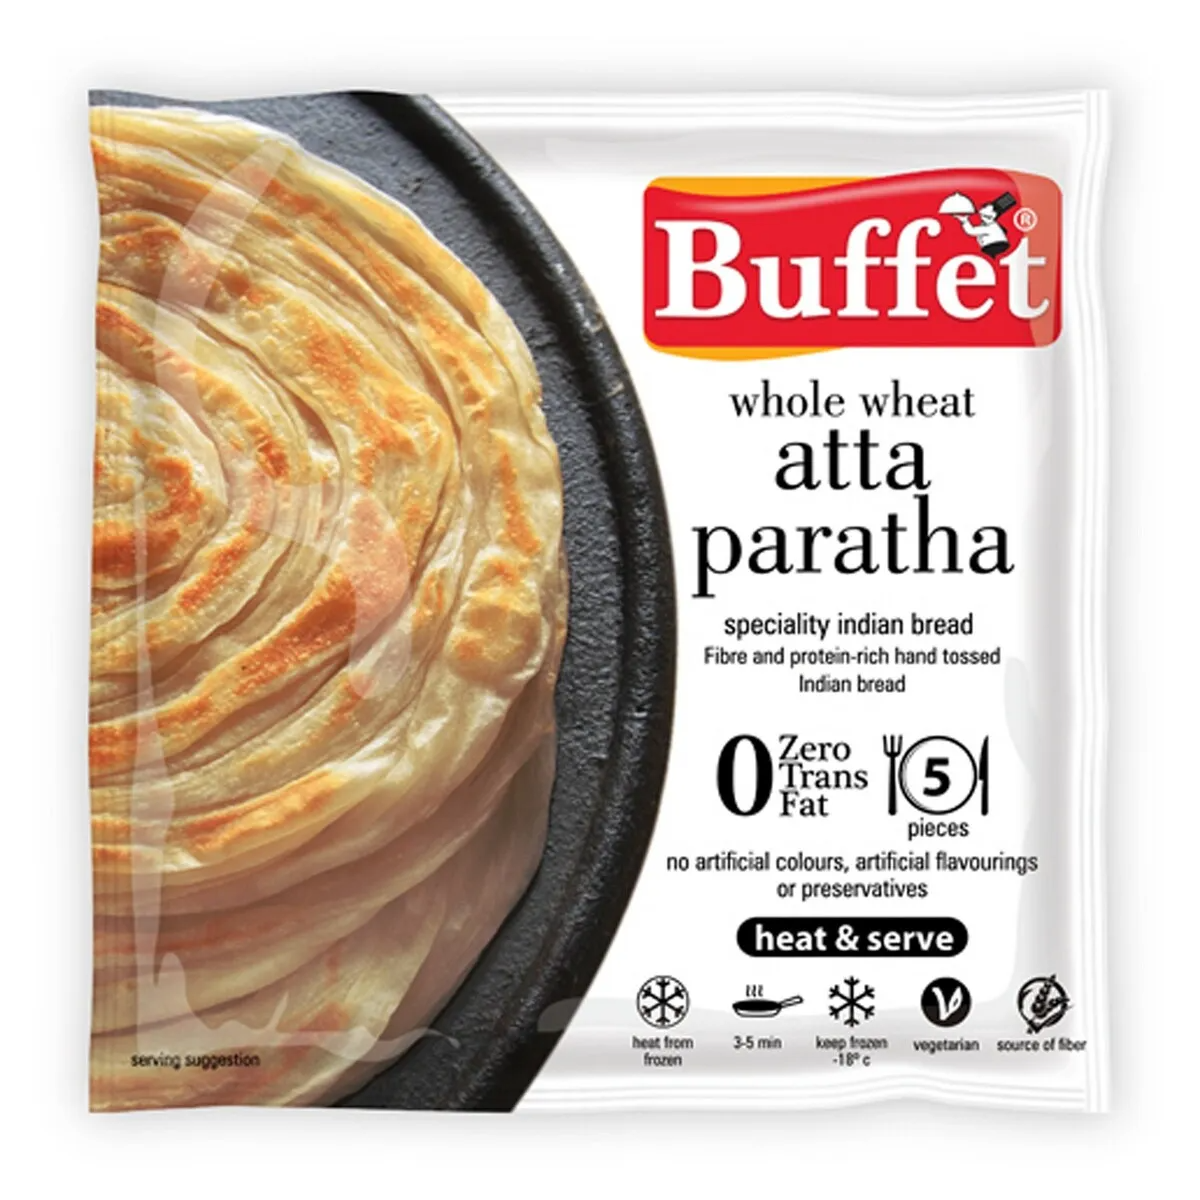 Buffet®
whole wheat
atta
paratha
speciality indian bread
Fibre and protein-rich hand tossed
Indian bread
0 Zero
Trans
Fat
5
pieces
no artificial colours, artificial flavourings
or preservatives
heat & serve
heat from
frozen
3-5 min
keep frozen
-18° c
vegetarian
source of fiber
serving suggestion